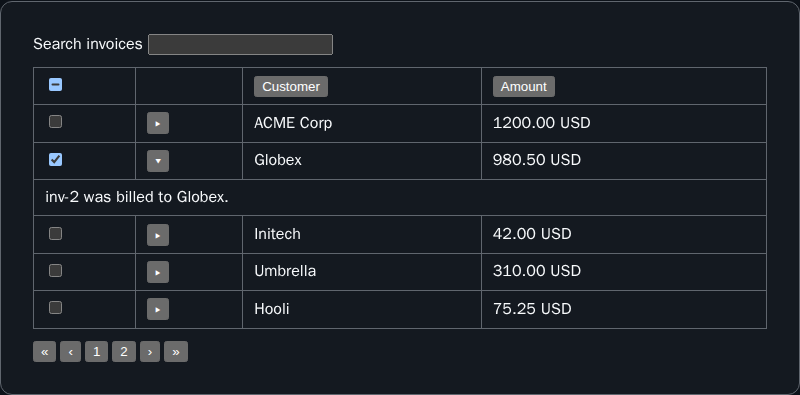 Search invoices
Customer Amount
▸ ACME Corp 1200.00 USD
▾ Globex 980.50 USD
inv-2 was billed to Globex.
▸ Initech 42.00 USD
▸ Umbrella 310.00 USD
▸ Hooli 75.25 USD
« ‹ 1 2 › »